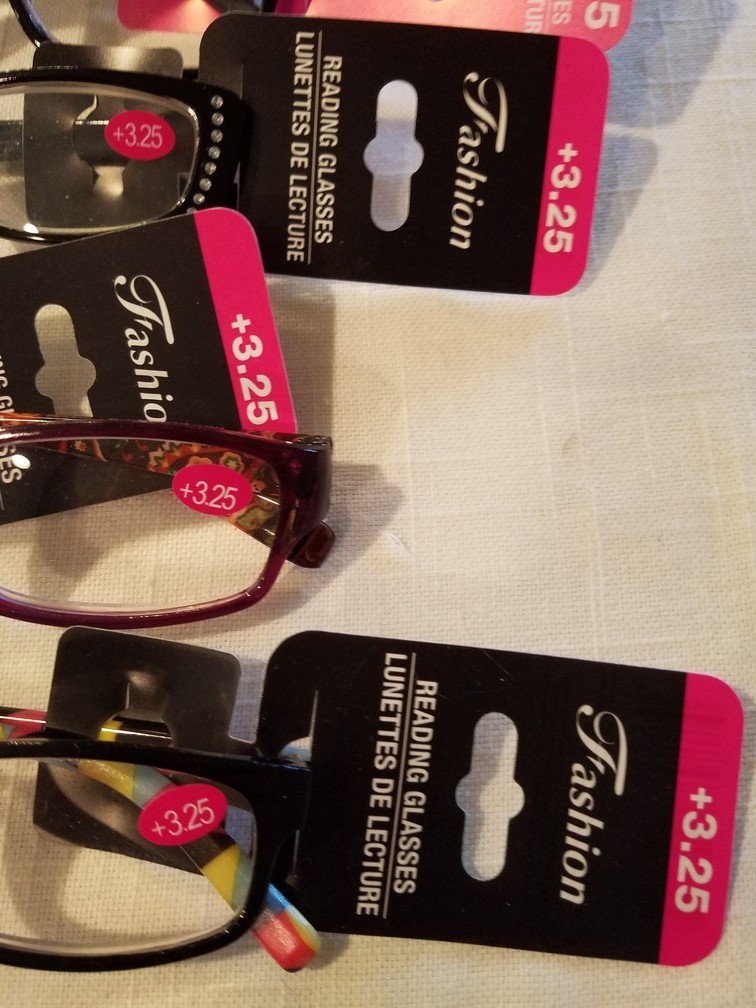 5
+3.25
Fashion
READING GLASSES
LUNETTES DE LECTURE
+3.25
+3.25
Fashio
+3.25
+3.25
Fashion
READING GLASSES
LUNETTES DE LECTURE
+3.25